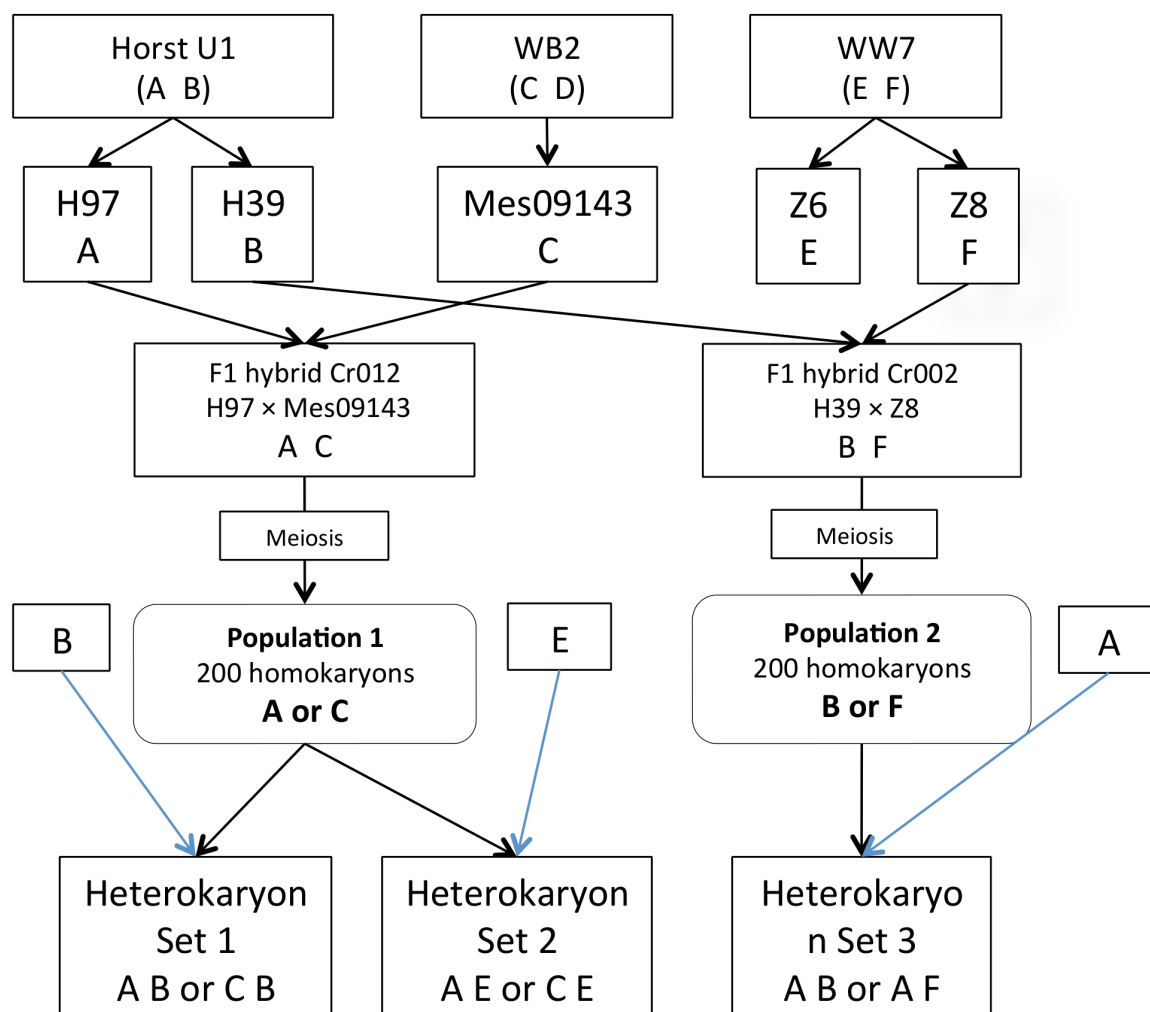 Horst U1
(A B)
WB2
(C D)
WW7
(E F)
H97
A
H39
B
Mes09143
C
Z6
E
Z8
F
F1 hybrid Cr012
H97 × Mes09143
A C
F1 hybrid Cr002
H39 × Z8
B F
Meiosis
Meiosis
B
Population 1
200 homokaryons
A or C
E
Population 2
200 homokaryons
B or F
A
Heterokaryon
Set 1
A B or C B
Heterokaryon
Set 2
A E or C E
Heterokaryo
n Set 3
A B or A F